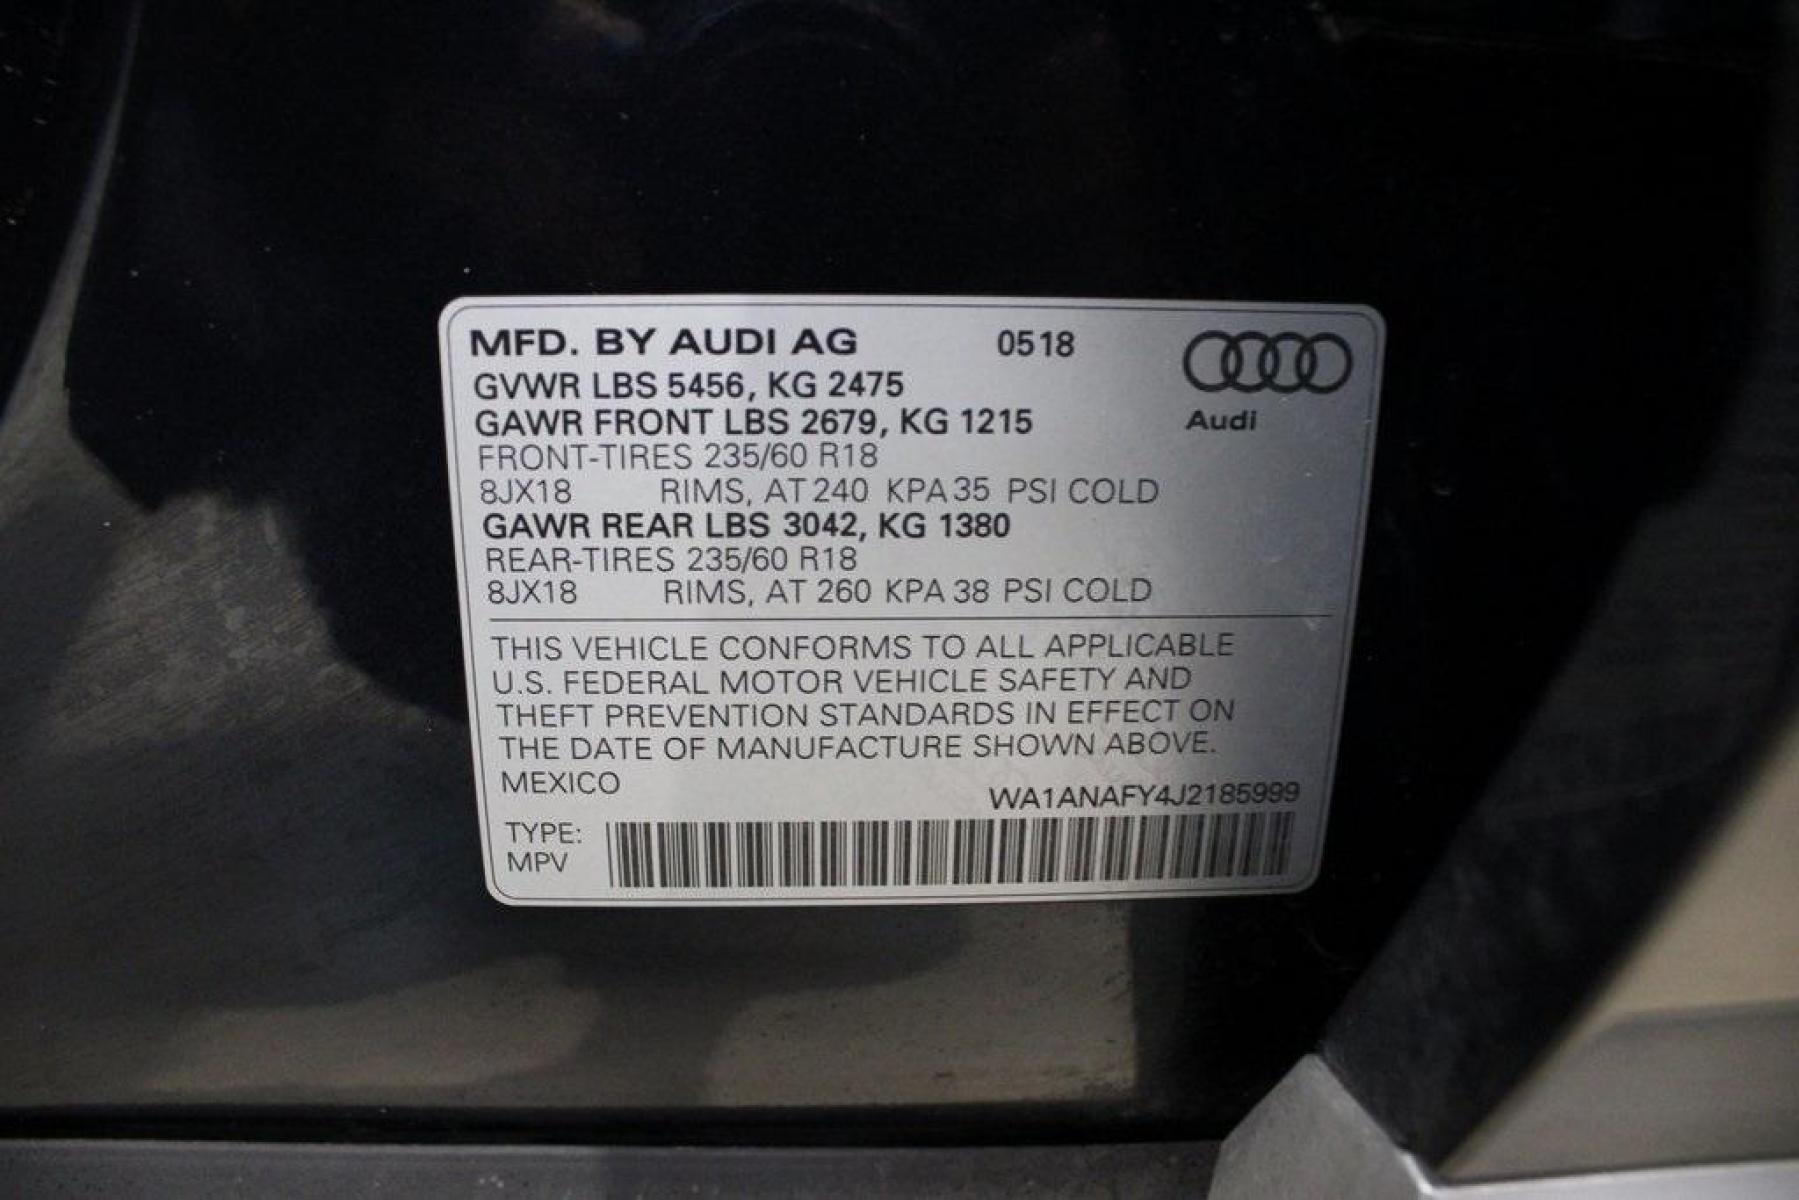 MFD. BY AUDI AG 0518
GVWR LBS 5456, KG 2475
GAWR FRONT LBS 2679, KG 1215
Audi
FRONT-TIRES 235/60 R18
8JX18 RIMS, AT 240 KPA 35 PSI COLD
GAWR REAR LBS 3042, KG 1380
REAR-TIRES 235/60 R18
8JX18 RIMS, AT 260 KPA 38 PSI COLD
THIS VEHICLE CONFORMS TO ALL APPLICABLE
U.S. FEDERAL MOTOR VEHICLE SAFETY AND
THEFT PREVENTION STANDARDS IN EFFECT ON
THE DATE OF MANUFACTURE SHOWN ABOVE.
MEXICO
WA1ANAFY4J2185999
TYPE:
MPV